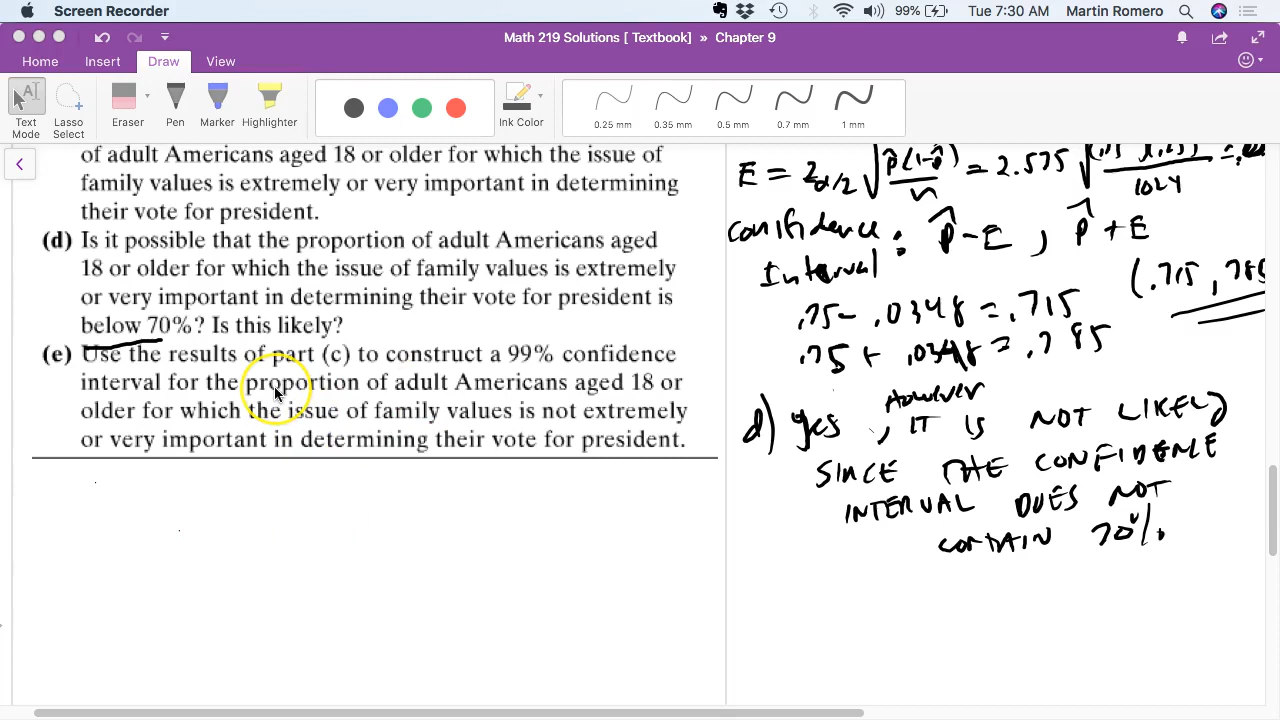 Screen Recorder
99%
Tue 7:30 AM
Martin Romero
Math 219 Solutions [ Textbook] » Chapter 9
Home
Insert
Draw
View
Text Mode
Lasso Select
Eraser
Pen
Marker
Highlighter
Ink Color
0.25 mm
0.35 mm
0.5 mm
0.7 mm
1 mm
of adult Americans aged 18 or older for which the issue of
family values is extremely or very important in determining
their vote for president.
(d) Is it possible that the proportion of adult Americans aged
18 or older for which the issue of family values is extremely
or very important in determining their vote for president is
below 70%? Is this likely?
(e) Use the results of part (c) to construct a 99% confidence
interval for the proportion of adult Americans aged 18 or
older for which the issue of family values is not extremely
or very important in determining their vote for president.
E = Zα/2 √p̂(1-p̂)/n = 2.575 √ 1024
Confidence Interval : p̂ - E , p̂ + E
(.715 , .785
.75 - .0348 = .715
.75 + .0348 = .785
d) Yes , However IT IS NOT LIKELY
SINCE THE CONFIDENCE
INTERVAL DOES NOT
CONTAIN 70%